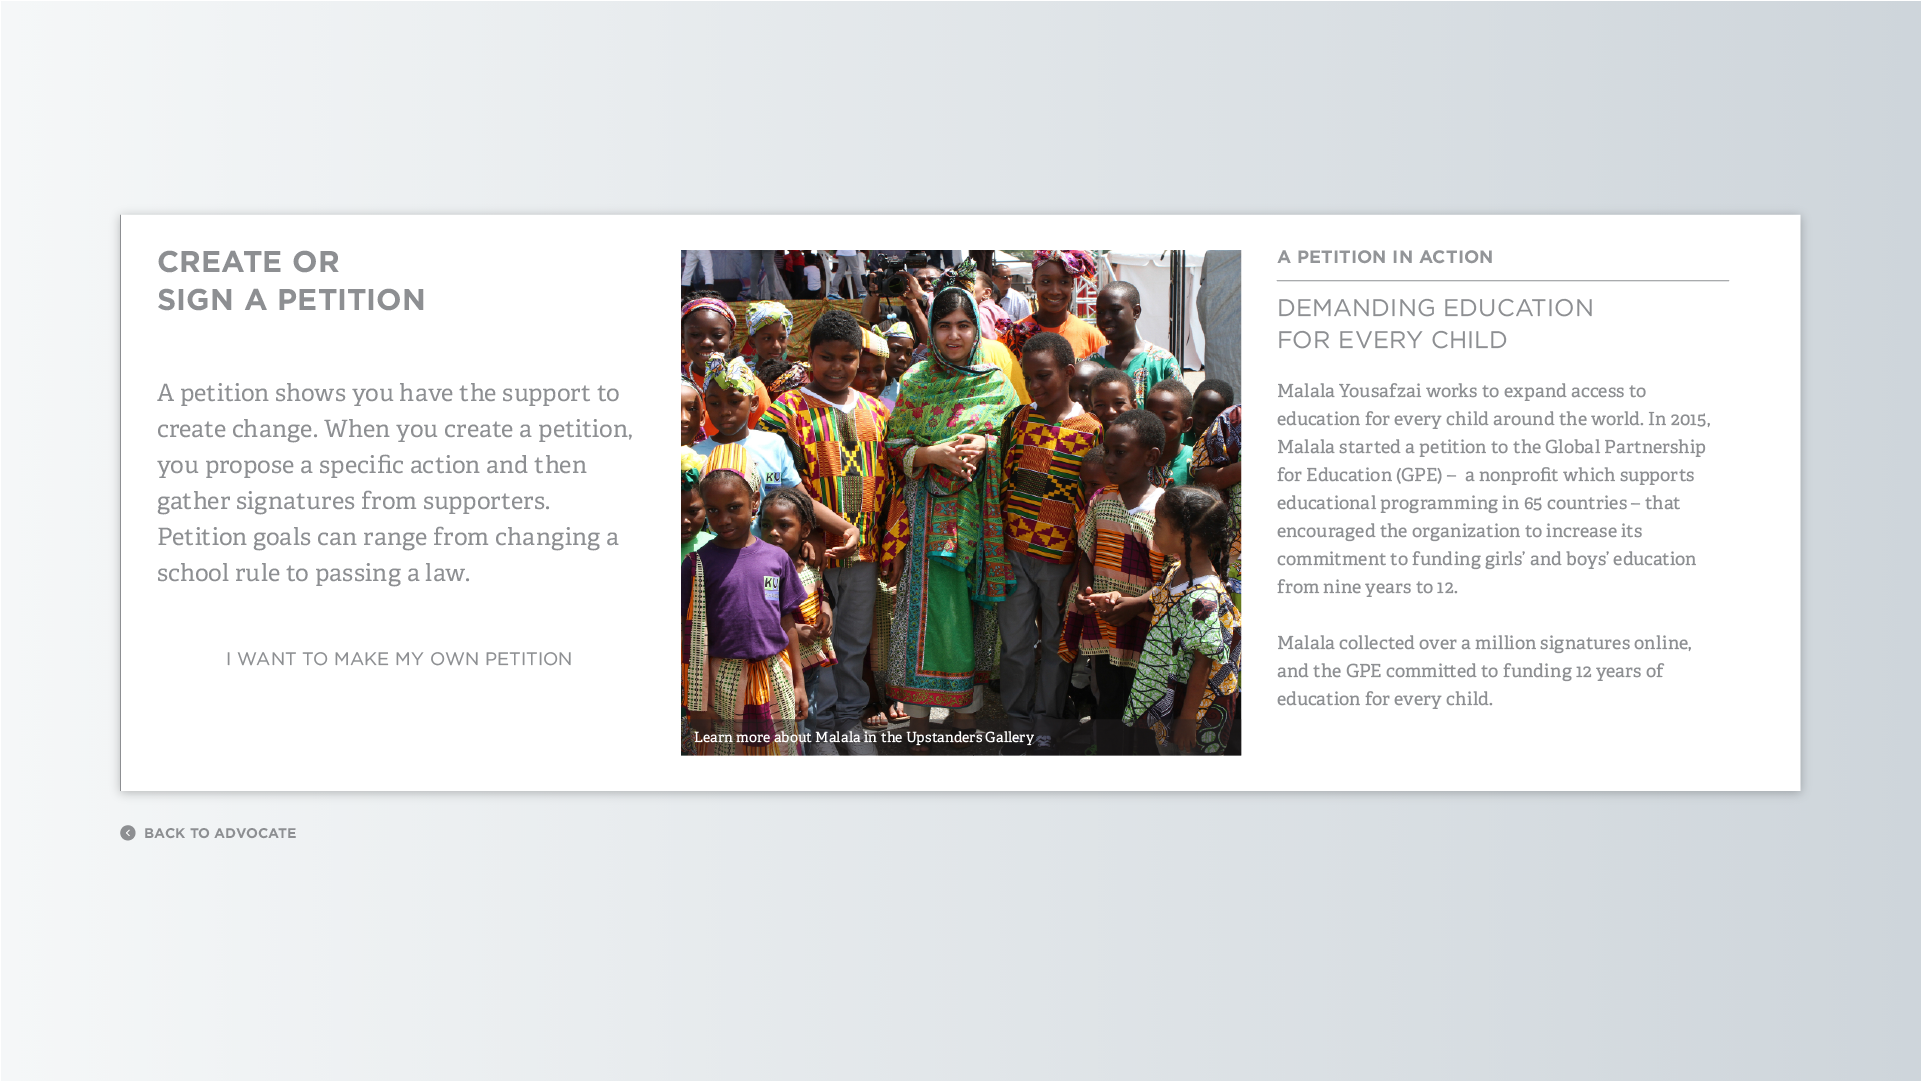 CREATE OR
SIGN A PETITION
A petition shows you have the support to
create change. When you create a petition,
you propose a specific action and then
gather signatures from supporters.
Petition goals can range from changing a
school rule to passing a law.
I WANT TO MAKE MY OWN PETITION
KU
KU
Learn more about Malala in the Upstanders Gallery
A PETITION IN ACTION
DEMANDING EDUCATION
FOR EVERY CHILD
Malala Yousafzai works to expand access to
education for every child around the world. In 2015,
Malala started a petition to the Global Partnership
for Education (GPE) –  a nonprofit which supports
educational programming in 65 countries – that
encouraged the organization to increase its
commitment to funding girls’ and boys’ education
from nine years to 12.
Malala collected over a million signatures online,
and the GPE committed to funding 12 years of
education for every child.
BACK TO ADVOCATE